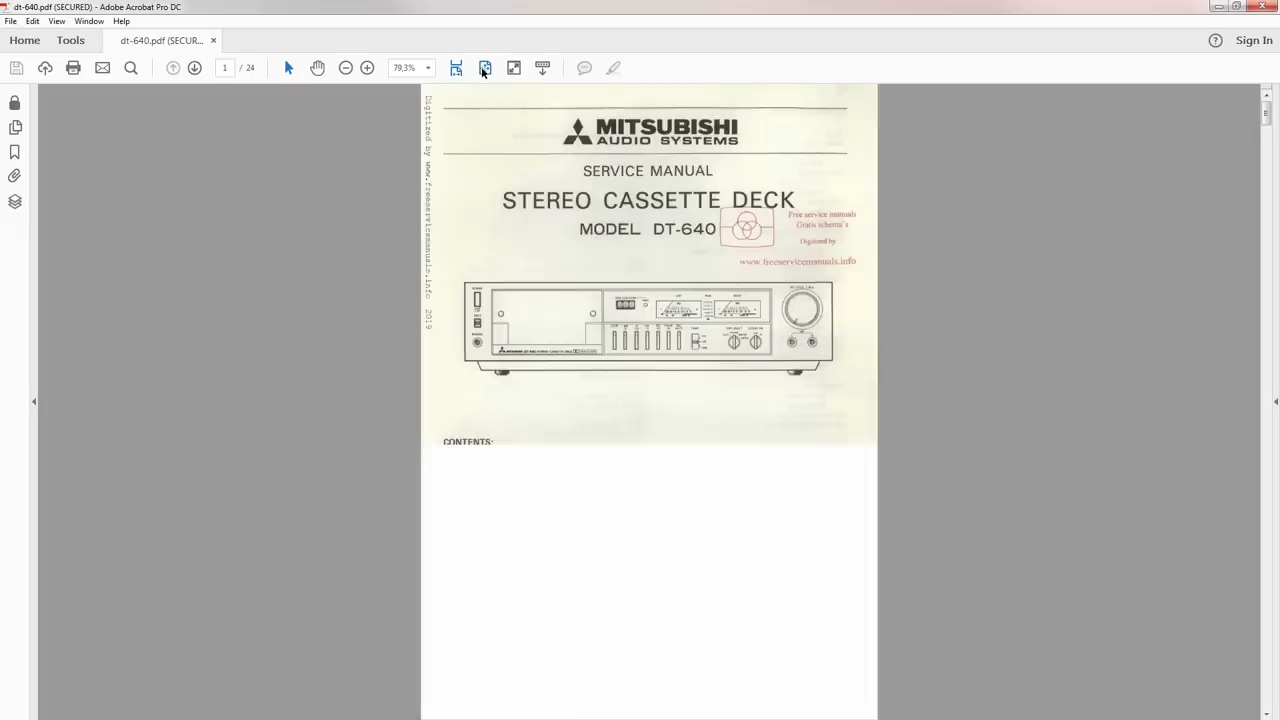 dt-640.pdf (SECURED) - Adobe Acrobat Pro DC
File Edit View Window Help
Home Tools dt-640.pdf (SECUR... × Sign In
1 / 24 79,3%
Digitized by www.freeservicemanuals.info 2019
MITSUBISHI
AUDIO SYSTEMS
SERVICE MANUAL
STEREO CASSETTE DECK
MODEL DT-640
Free service manuals
Gratis schema's
Digitized by
www.freeservicemanuals.info
CONTENTS: